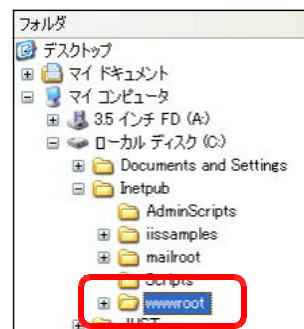 フォルダ
デスクトップ
マイ ドキュメント
マイ コンピュータ
3.5 インチ FD (A:)
ローカル ディスク (C:)
Documents and Settings
Inetpub
AdminScripts
iissamples
mailroot
Scripts
wwwroot
JUST